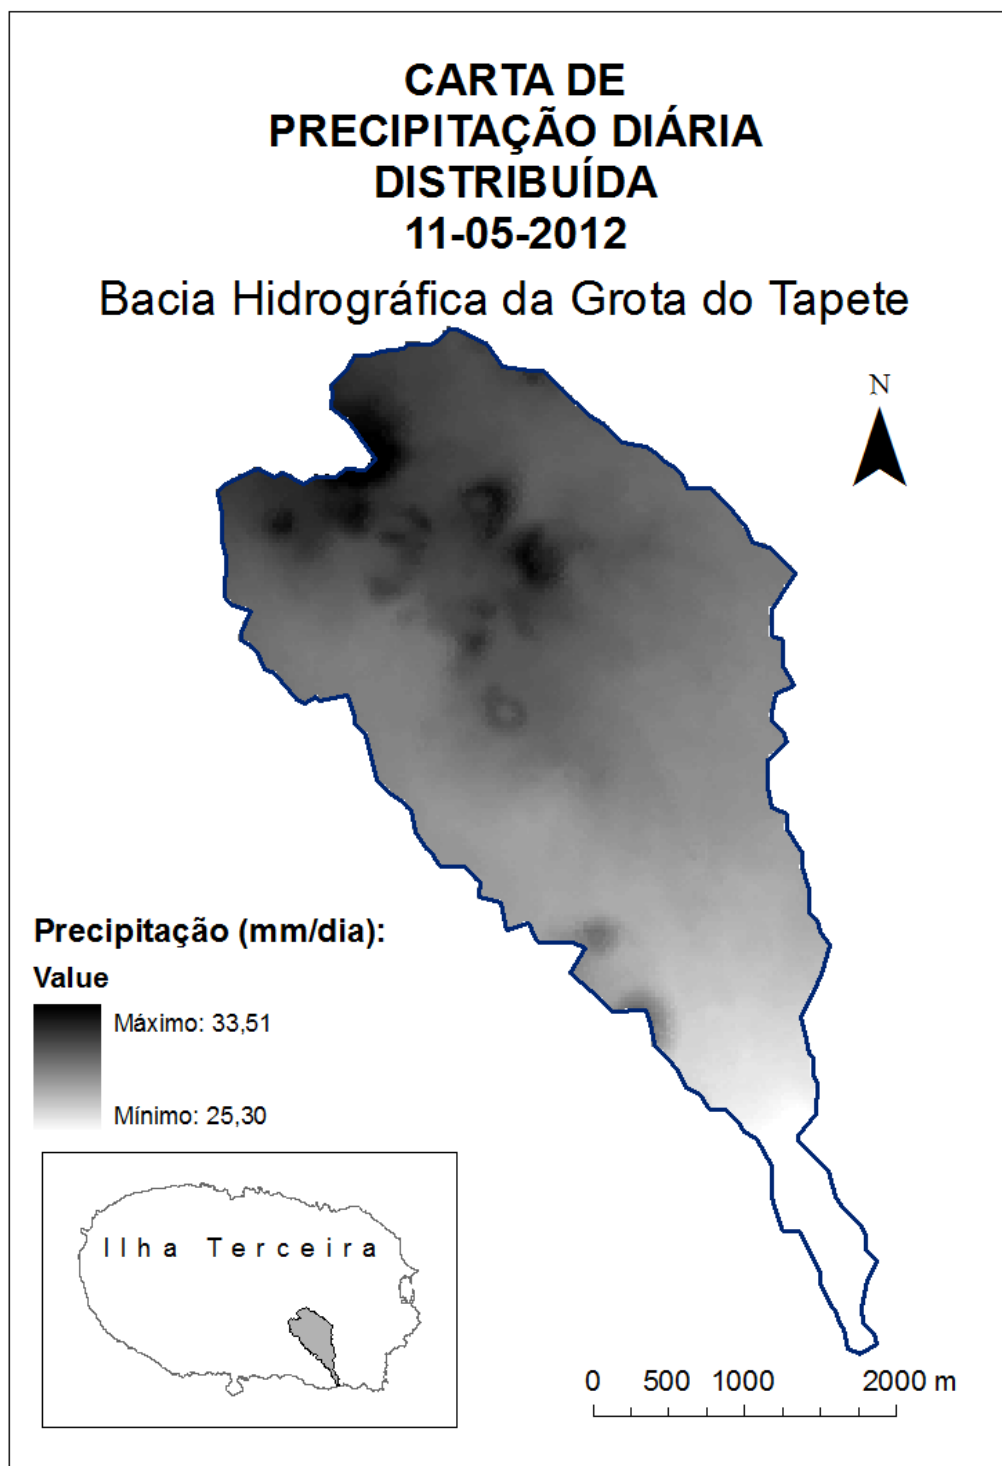 CARTA DE
PRECIPITAÇÃO DIÁRIA
DISTRIBUÍDA
11-05-2012
Bacia Hidrográfica da Grota do Tapete
N
Precipitação (mm/dia):
Value
Máximo: 33,51
Mínimo: 25,30
Ilha Terceira
0 500 1000 2000 m